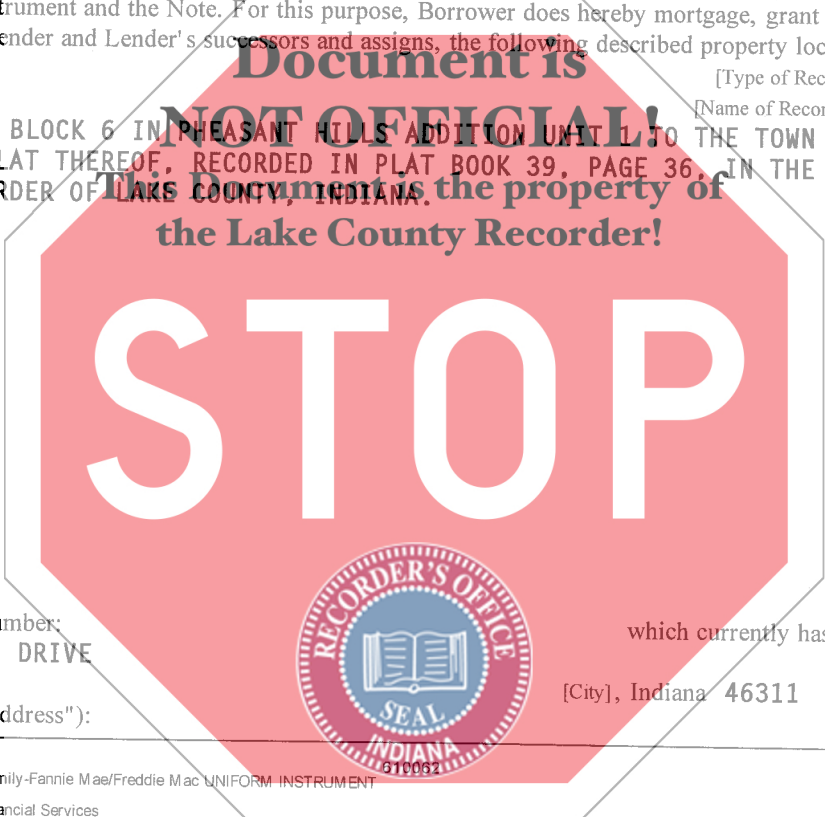 trument and the Note. For this purpose, Borrower does hereby mortgage, grant
ender and Lender's successors and assigns, the following described property loc
Document is
[Type of Rec
NOT OFFICIAL!
[Name of Recor
BLOCK 6 IN PHEASANT HILLS ADDITION UNIT 1 TO THE TOWN
LAT THEREOF, RECORDED IN PLAT BOOK 39, PAGE 36, IN THE
RDER OF LAKE COUNTY, INDIANA.
This Document is the property of
the Lake County Recorder!
STOP
RECORDER'S OFFICE
SEAL
INDIANA
umber:
which currently has
DRIVE
[City], Indiana 46311
ddress"):
610062
mily-Fannie Mae/Freddie Mac UNIFORM INSTRUMENT
ancial Services